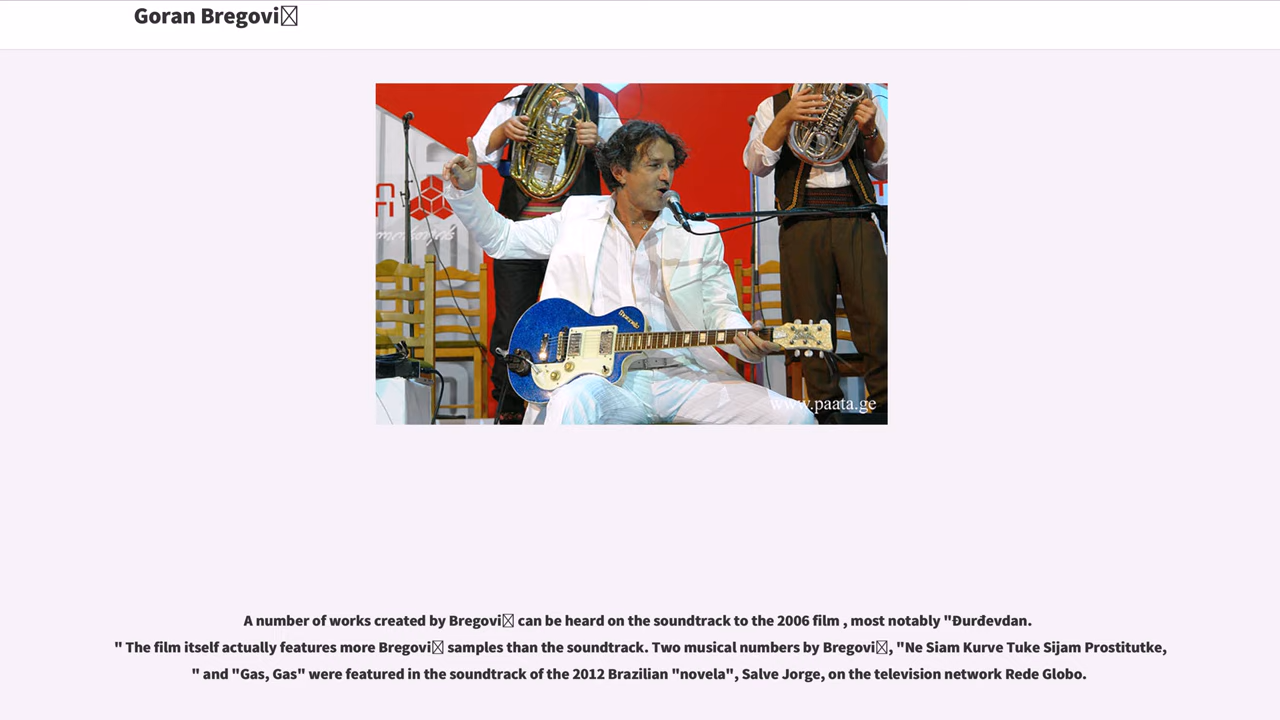 Goran Bregovi
www.paata.ge
A number of works created by Bregovi can be heard on the soundtrack to the 2006 film , most notably "Đurđevdan.
" The film itself actually features more Bregovi samples than the soundtrack. Two musical numbers by Bregovi, "Ne Siam Kurve Tuke Sijam Prostitutke,
" and "Gas, Gas" were featured in the soundtrack of the 2012 Brazilian "novela", Salve Jorge, on the television network Rede Globo.